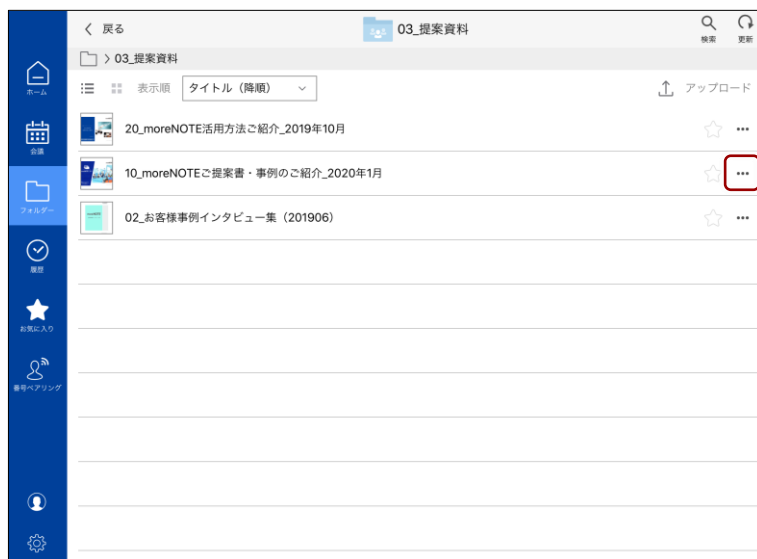 戻る
03_提案資料
検索
更新
> 03_提案資料
表示順
タイトル（降順）
アップロード
20_moreNOTE活用方法ご紹介_2019年10月
10_moreNOTEご提案書・事例のご紹介_2020年1月
02_お客様事例インタビュー集（201906）
ホーム
会議
フォルダー
履歴
お気に入り
番号ペアリング